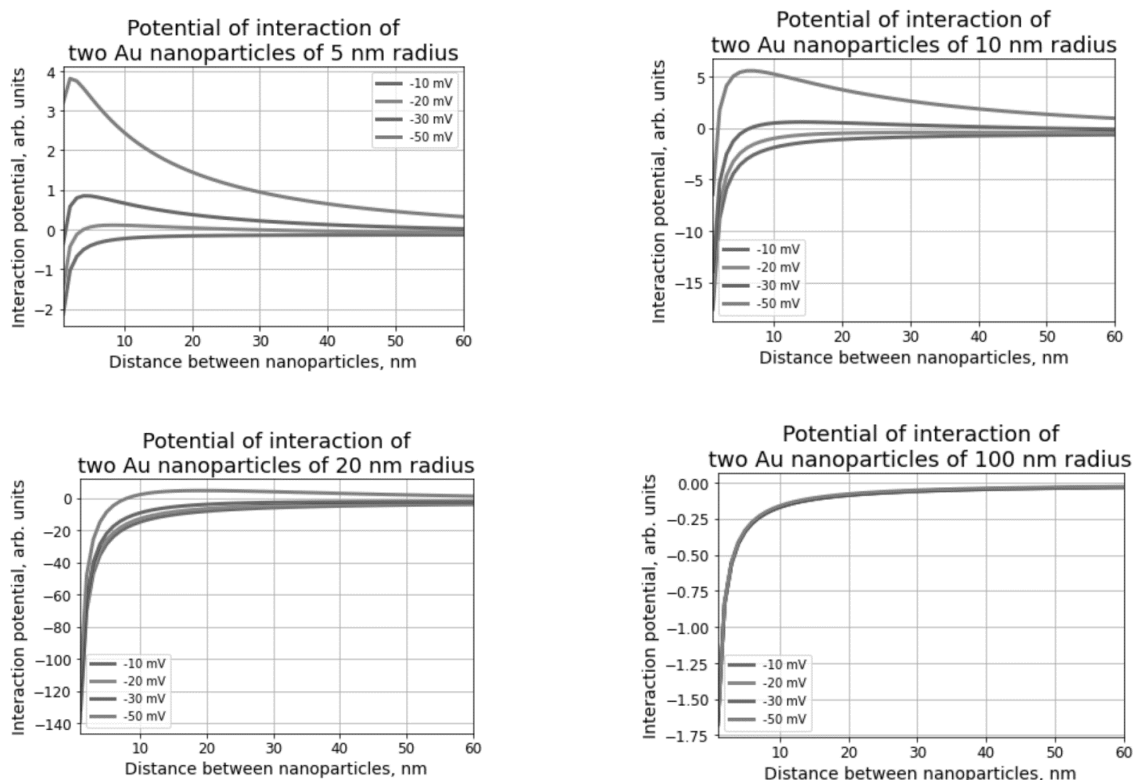 Potential of interaction of
two Au nanoparticles of 5 nm radius
Interaction potential, arb. units
4
3
2
1
0
−1
−2
-10 mV
-20 mV
-30 mV
-50 mV
10 20 30 40 50 60
Distance between nanoparticles, nm
Potential of interaction of
two Au nanoparticles of 10 nm radius
Interaction potential, arb. units
5
0
−5
−10
−15
-10 mV
-20 mV
-30 mV
-50 mV
10 20 30 40 50 60
Distance between nanoparticles, nm
Potential of interaction of
two Au nanoparticles of 20 nm radius
Interaction potential, arb. units
0
−20
−40
−60
−80
−100
−120
−140
-10 mV
-20 mV
-30 mV
-50 mV
10 20 30 40 50 60
Distance between nanoparticles, nm
Potential of interaction of
two Au nanoparticles of 100 nm radius
Interaction potential, arb. units
0.00
−0.25
−0.50
−0.75
−1.00
−1.25
−1.50
−1.75
-10 mV
-20 mV
-30 mV
-50 mV
10 20 30 40 50 60
Distance between nanoparticles, nm